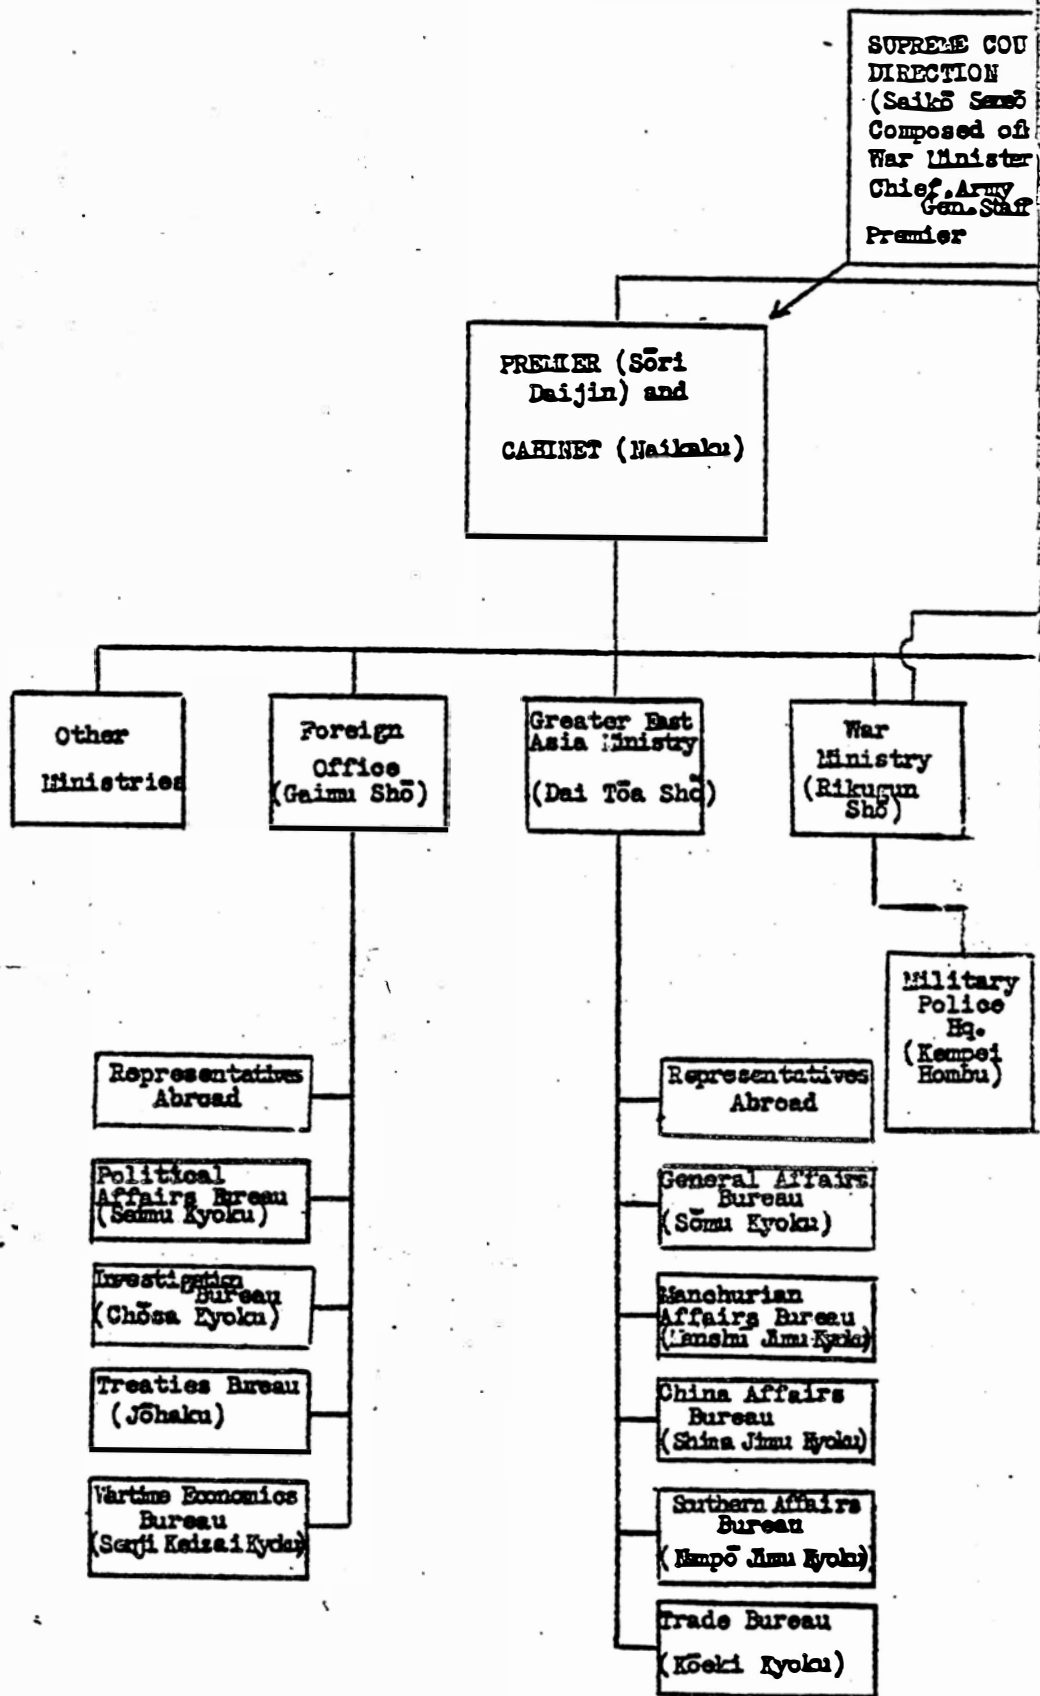 SUPREME COU
DIRECTION
(Saikō Sensō
Composed of:
War Minister
Chief, Army
Gen. Staff
Premier
PREMIER (Sōri
Daijin) and
CABINET (Naikaku)
Other
Ministries
Foreign
Office
(Gaimu Shō)
Greater East
Asia Ministry
(Dai Tōa Shō)
War
Ministry
(Rikugun
Shō)
Military
Police
Hq.
(Kempei
Hombu)
Representatives
Abroad
Political
Affairs Bureau
(Seimu Kyoku)
Investigation
Bureau
(Chōsa Kyoku)
Treaties Bureau
(Jōhaku)
Wartime Economics
Bureau
(Senji Keizai Kyoku)
Representatives
Abroad
General Affairs
Bureau
(Sōmu Kyoku)
Manchurian
Affairs Bureau
(Manshū Jimu Kyoku)
China Affairs
Bureau
(Shina Jimu Kyoku)
Southern Affairs
Bureau
(Nampō Jimu Kyoku)
Trade Bureau
(Kōeki Kyoku)